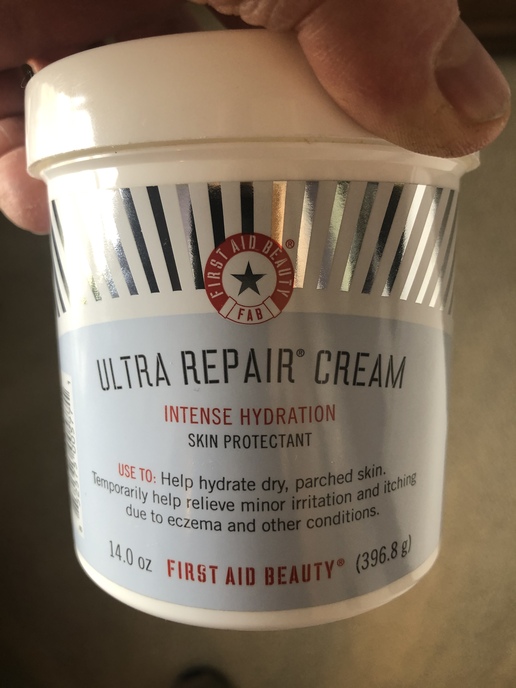 FIRST AID BEAUTY®
FAB
ULTRA REPAIR® CREAM
INTENSE HYDRATION
SKIN PROTECTANT
USE TO: Help hydrate dry, parched skin.
Temporarily help relieve minor irritation and itching
due to eczema and other conditions.
14.0 oz FIRST AID BEAUTY® (396.8 g)